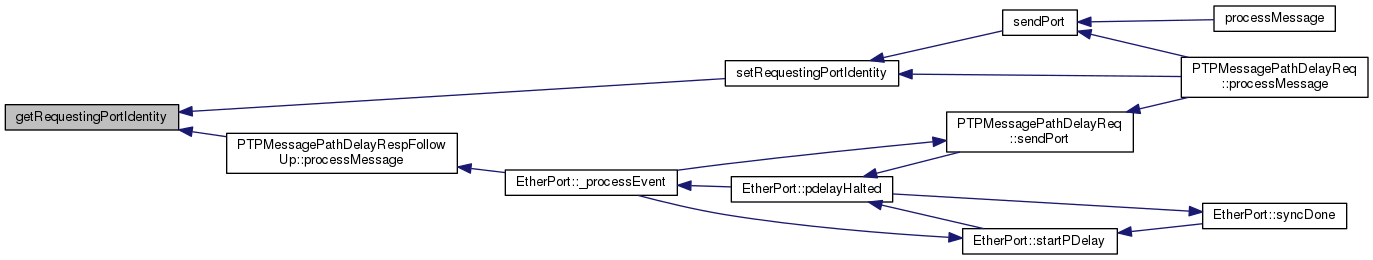 getRequestingPortIdentity
setRequestingPortIdentity
sendPort
processMessage
PTPMessagePathDelayReq
::processMessage
PTPMessagePathDelayRespFollow
Up::processMessage
EtherPort::_processEvent
PTPMessagePathDelayReq
::sendPort
EtherPort::pdelayHalted
EtherPort::startPDelay
EtherPort::syncDone